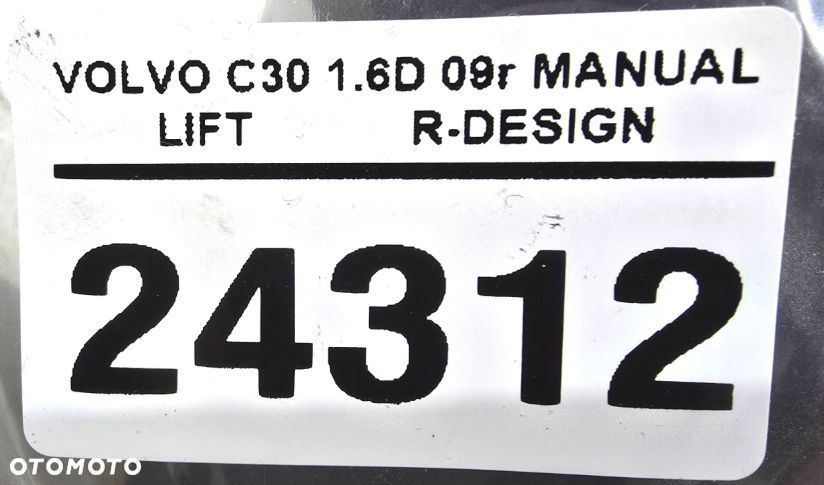 VOLVO C30 1.6D 09r MANUAL
LIFT R-DESIGN
24312
OTOMOTO